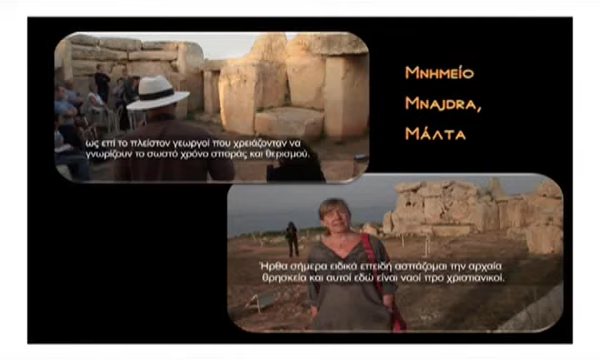 Μνημείο
Mnajdra,
Μάλτα
ως επί το πλείστον γεωργοί που χρειάζονταν να
γνωρίζουν το σωστό χρόνο σποράς και θερισμού.
Ήρθα σήμερα ειδικά επειδή ασπάζομαι την αρχαία
θρησκεία και αυτοί εδώ είναι ναοί προ χριστιανικοί.